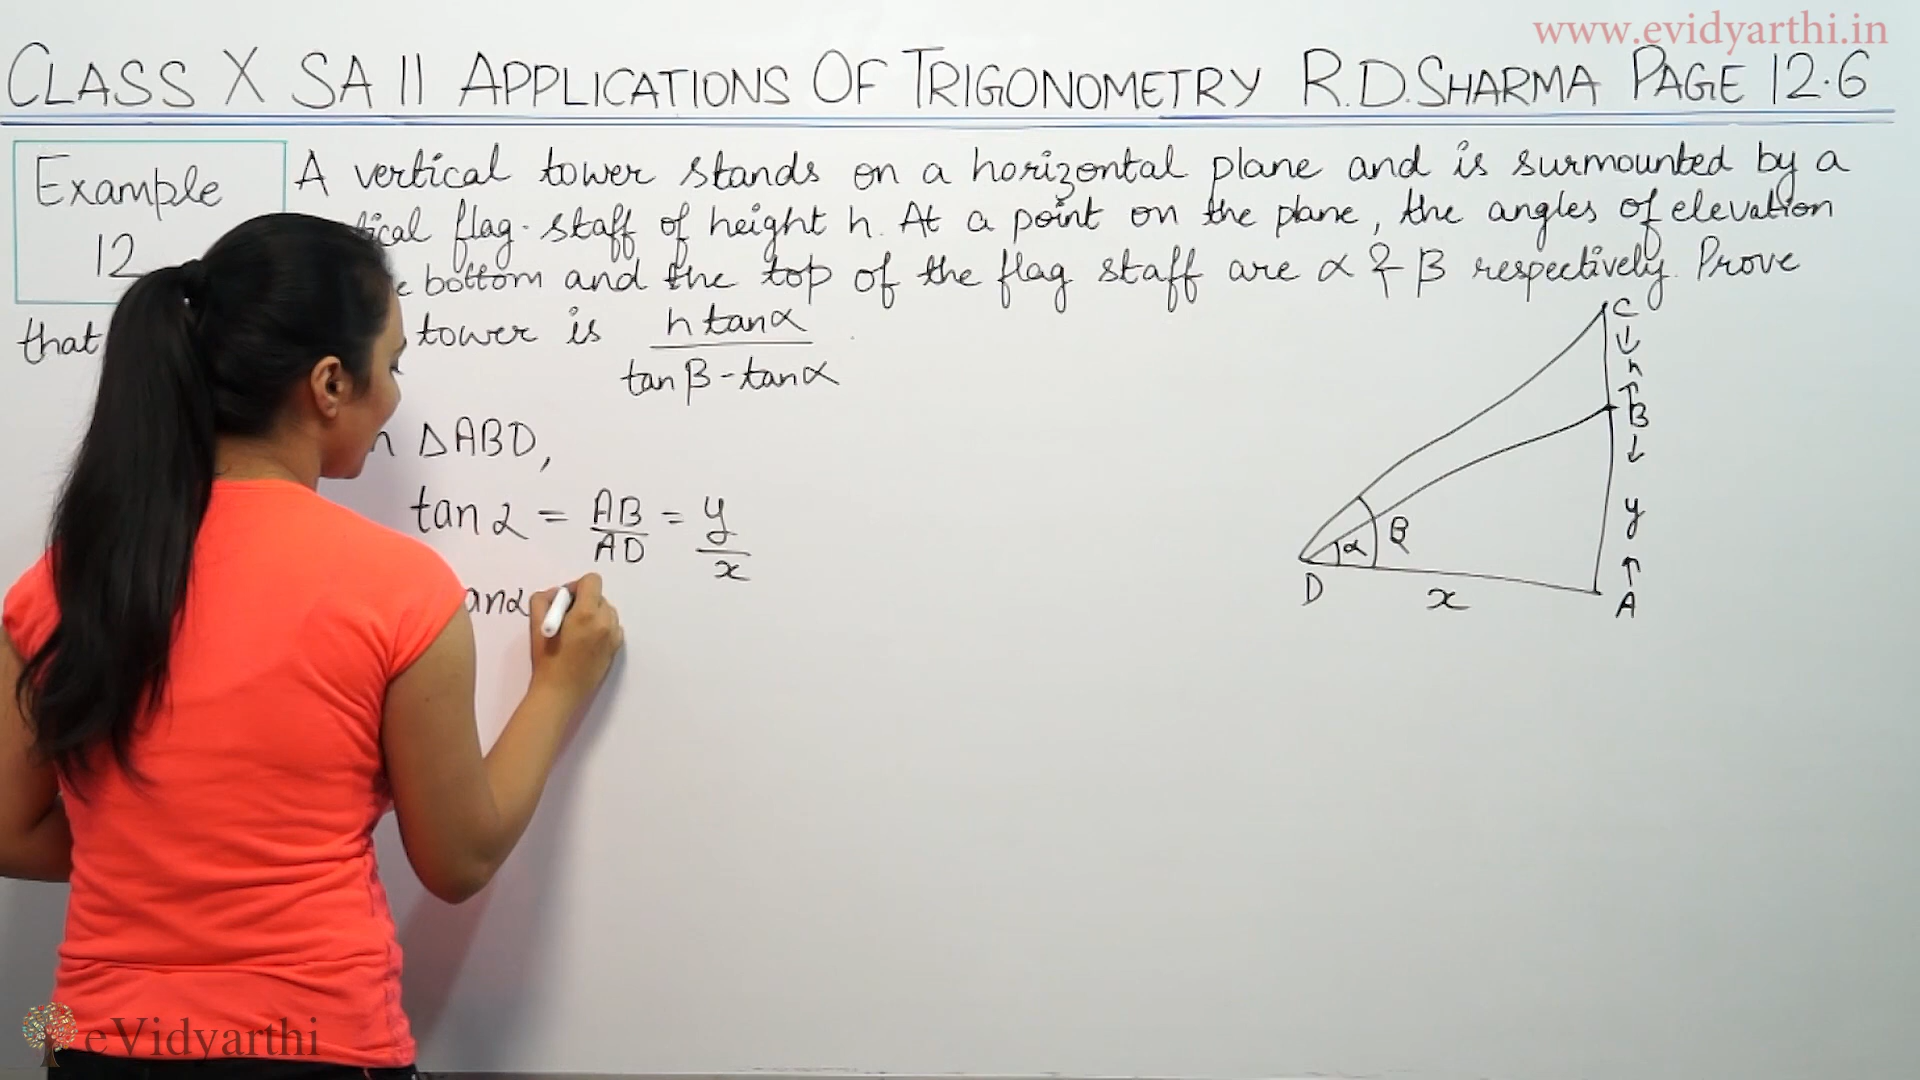 www.evidyarthi.in
CLASS X SA II APPLICATIONS OF TRIGONOMETRY R.D.SHARMA PAGE 12.6
Example
12
A vertical tower stands on a horizontal plane and is surmounted by a
flag-staff of height h. At a point on the plane, the angles of elevation
bottom and the top of the flag staff are α & β respectively. Prove
that tower is h tanα / tanβ - tanα
ΔABD,
tan α = AB/AD = y/x
anα
C
h
B
y
A
D
x
α
β
eVidyarthi